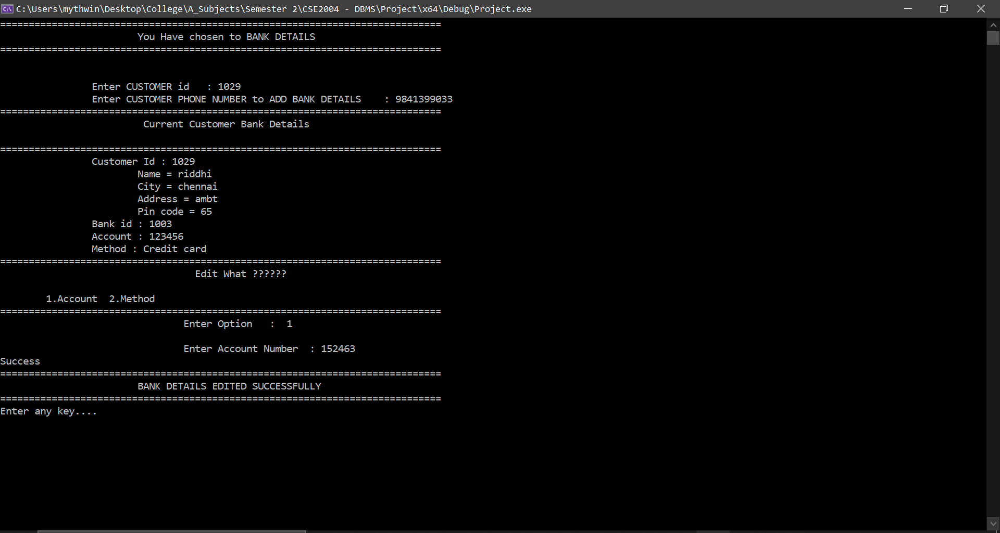 C:\Users\mythwin\Desktop\College\A_Subjects\Semester 2\CSE2004 - DBMS\Project\x64\Debug\Project.exe
=============================================================================
You Have chosen to BANK DETAILS
=============================================================================
Enter CUSTOMER id : 1029
Enter CUSTOMER PHONE NUMBER to ADD BANK DETAILS : 9841399033
=============================================================================
Current Customer Bank Details
=============================================================================
Customer Id : 1029
Name = riddhi
City = chennai
Address = ambt
Pin code = 65
Bank id : 1003
Account : 123456
Method : Credit card
=============================================================================
Edit What ??????
1.Account 2.Method
=============================================================================
Enter Option : 1
Enter Account Number : 152463
Success
=============================================================================
BANK DETAILS EDITED SUCCESSFULLY
=============================================================================
Enter any key....